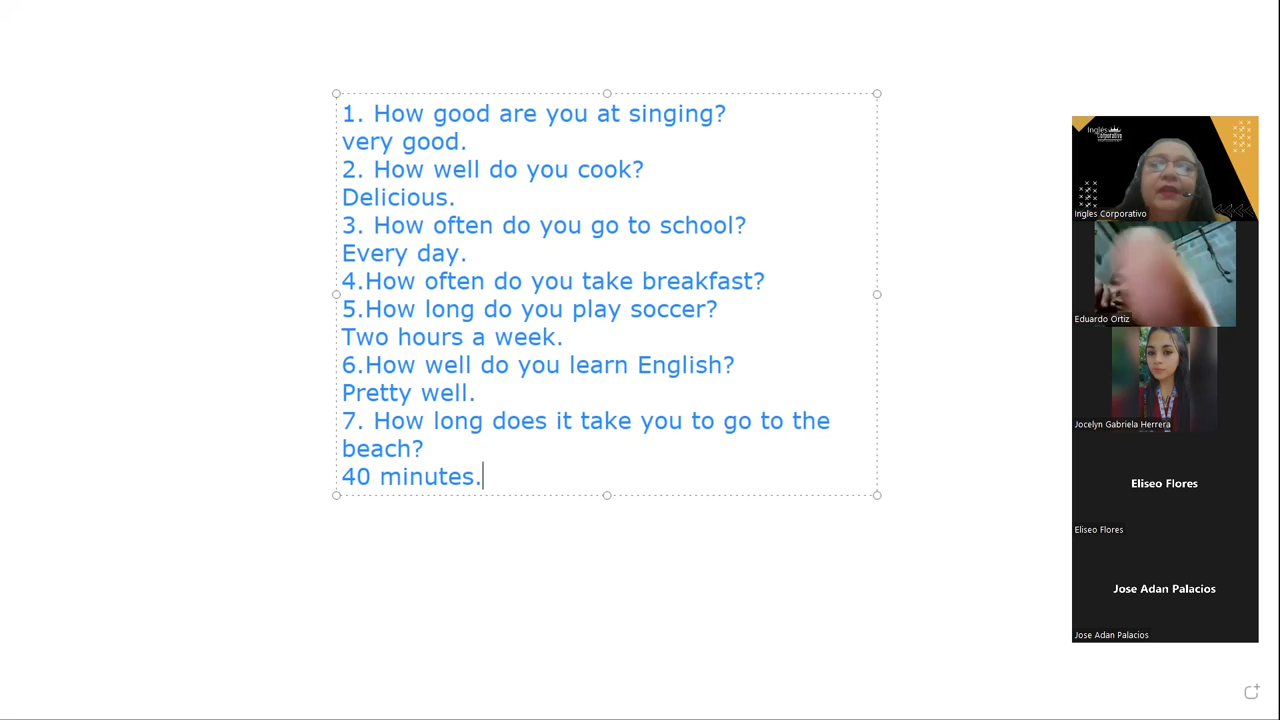 1. How good are you at singing?
very good.
2. How well do you cook?
Delicious.
3. How often do you go to school?
Every day.
4.How often do you take breakfast?
5.How long do you play soccer?
Two hours a week.
6.How well do you learn English?
Pretty well.
7. How long does it take you to go to the
beach?
40 minutes.
Inglés
Corporativo
Ingles Corporativo
Eduardo Ortiz
Jocelyn Gabriela Herrera
Eliseo Flores
Eliseo Flores
Jose Adan Palacios
Jose Adan Palacios